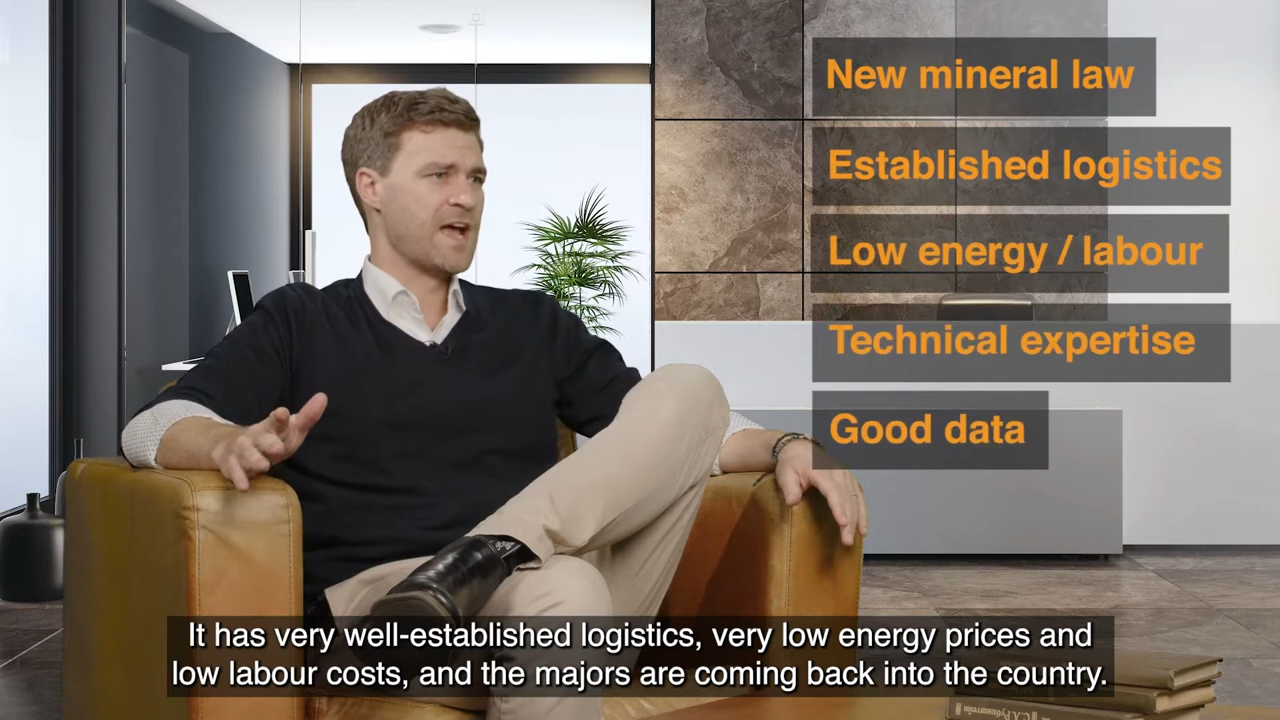 New mineral law
Established logistics
Low energy / labour
Technical expertise
Good data
It has very well-established logistics, very low energy prices and
low labour costs, and the majors are coming back into the country.